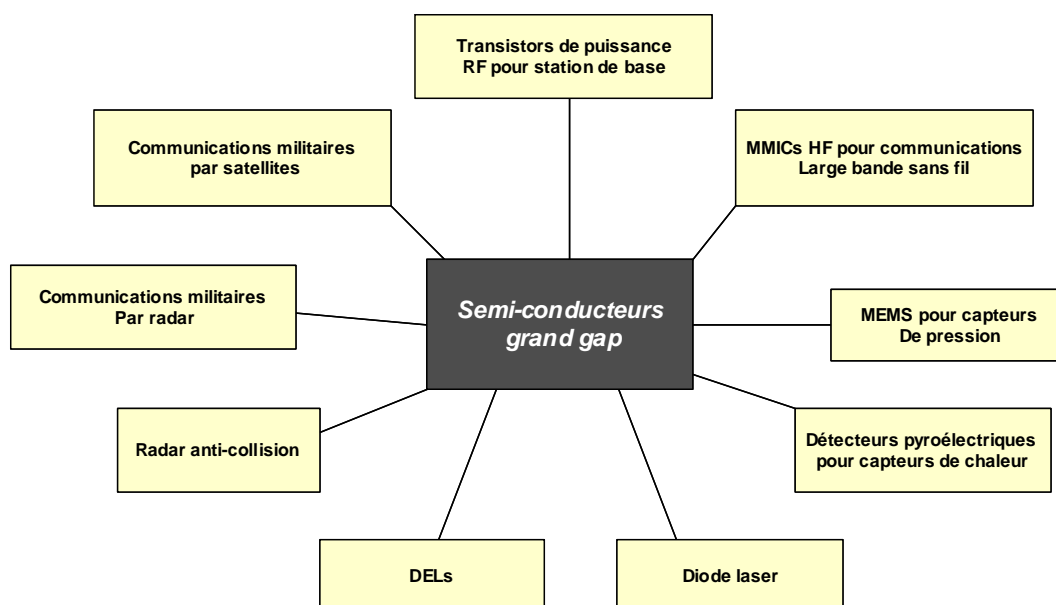 Transistors de puissance
RF pour station de base
Communications militaires
par satellites
MMICs HF pour communications
Large bande sans fil
Communications militaires
Par radar
Semi-conducteurs
grand gap
MEMS pour capteurs
De pression
Radar anti-collision
Détecteurs pyroélectriques
pour capteurs de chaleur
DELs
Diode laser